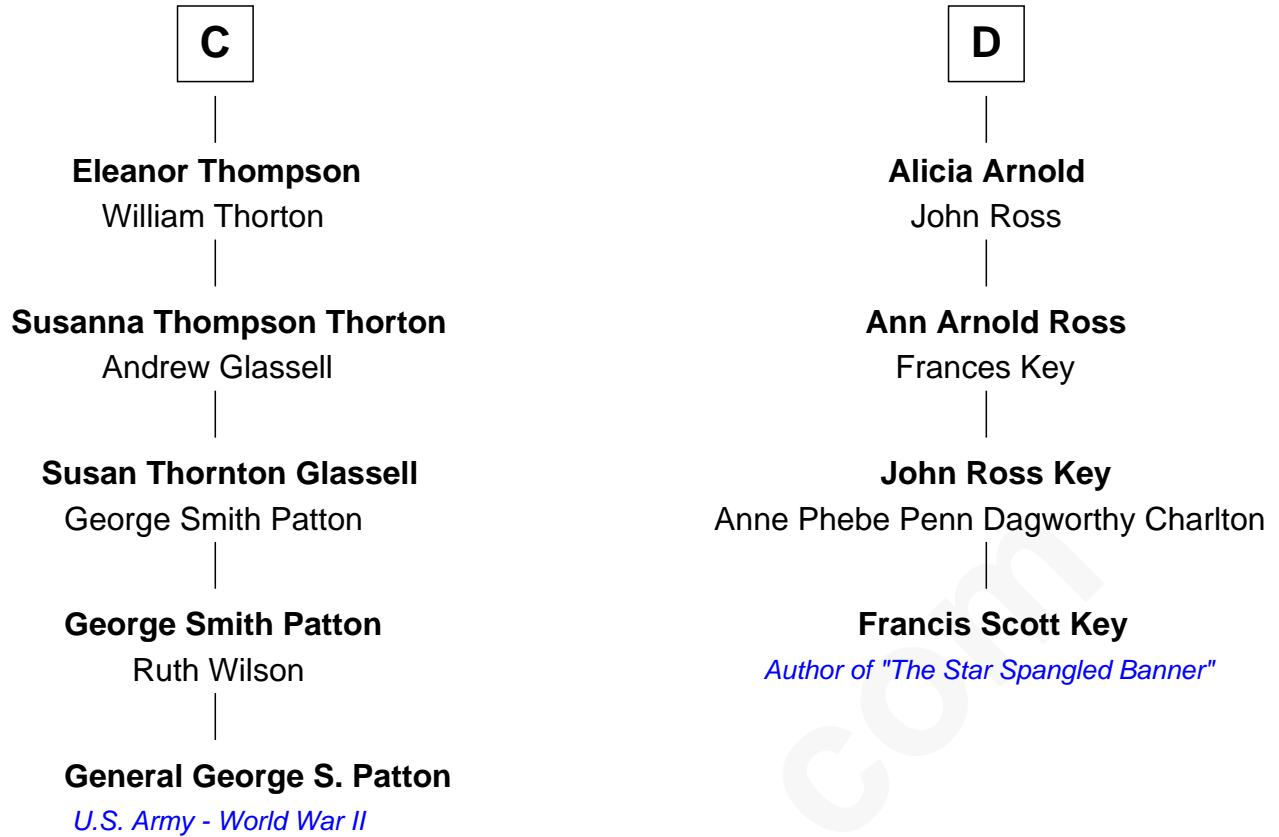 C
Eleanor Thompson
William Thorton
Susanna Thompson Thorton
Andrew Glassell
Susan Thornton Glassell
George Smith Patton
George Smith Patton
Ruth Wilson
General George S. Patton
U.S. Army - World War II
D
Alicia Arnold
John Ross
Ann Arnold Ross
Frances Key
John Ross Key
Anne Phebe Penn Dagworthy Charlton
Francis Scott Key
Author of "The Star Spangled Banner"
com